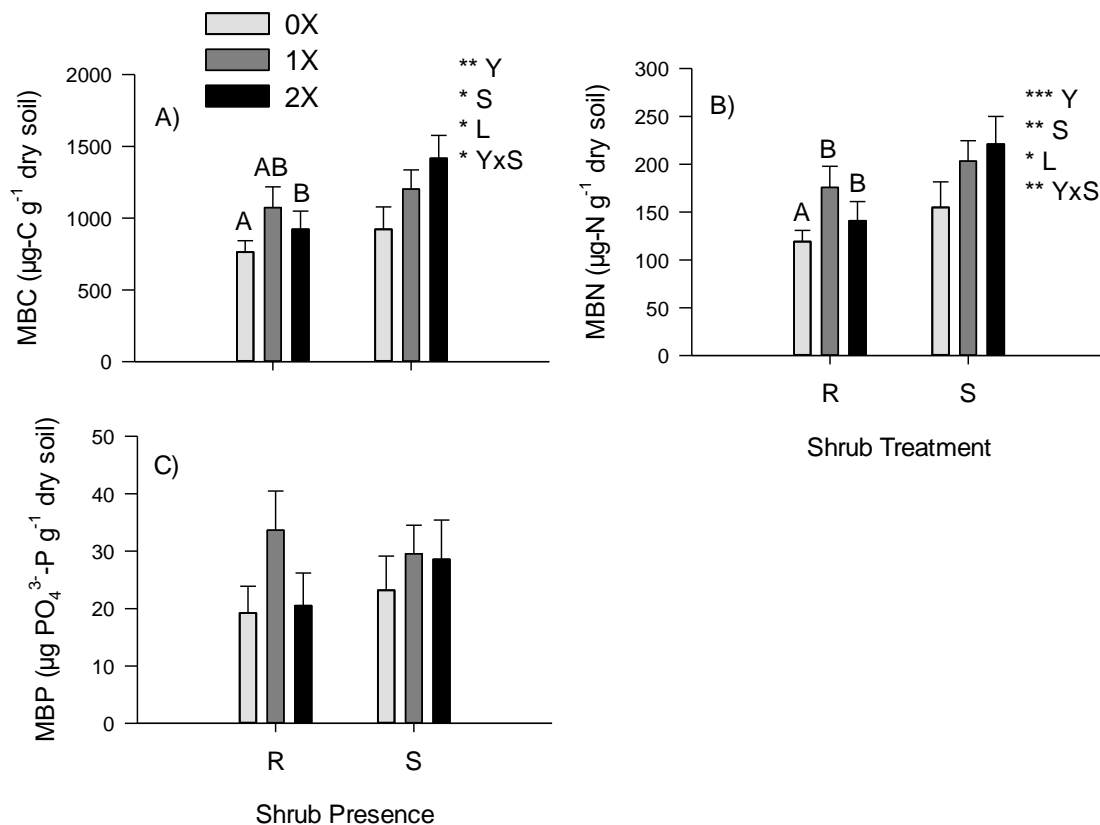 0X
1X
2X
A)
MBC (µg-C g⁻¹ dry soil)
2000
1500
1000
500
0
A
AB
B
** Y
* S
* L
* YxS
B)
MBN (µg-N g⁻¹ dry soil)
300
250
200
150
100
50
0
A
B
B
*** Y
** S
* L
** YxS
R S
Shrub Treatment
C)
MBP (µg PO₄³⁻-P g⁻¹ dry soil)
50
40
30
20
10
0
R S
Shrub Presence